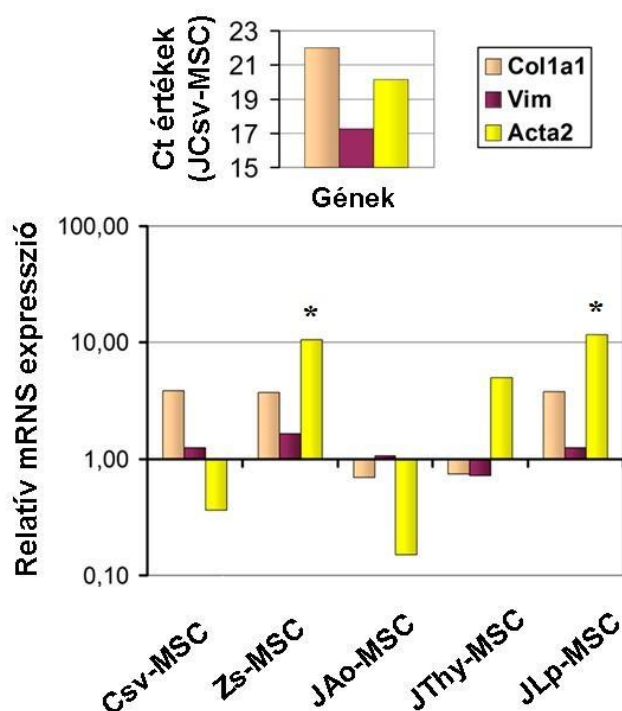 Ct értékek
(JCsv-MSC)
23
21
19
17
15
Gének
Col1a1
Vim
Acta2
Relatív mRNS expresszió
100,00
10,00
1,00
0,10
*
*
Csv-MSC
Zs-MSC
JAo-MSC
JThy-MSC
JLp-MSC